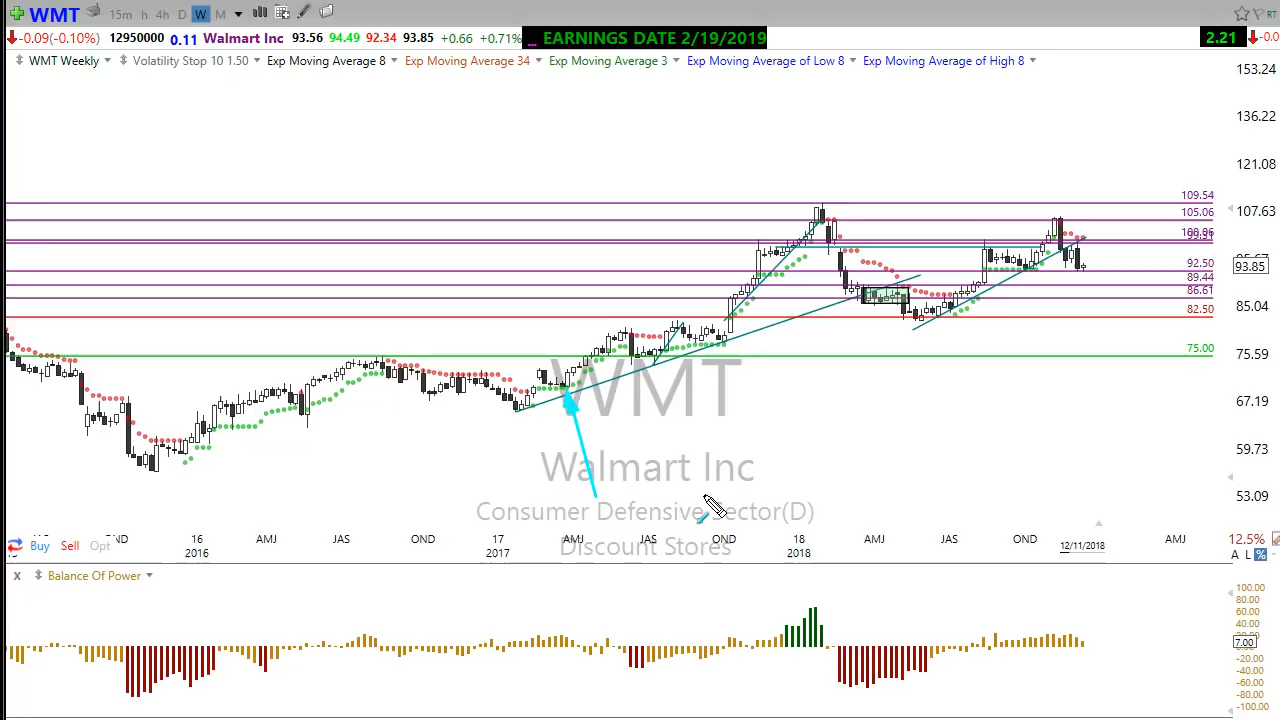 WMT 15m h 4h D W M RT
-0.09(-0.10%) 12950000 0.11 Walmart Inc 93.56 94.49 92.34 93.85 +0.66 +0.71% ... EARNINGS DATE 2/19/2019 2.21 -0.0
WMT Weekly Volatility Stop 10 1.50 Exp Moving Average 8 Exp Moving Average 34 Exp Moving Average 3 Exp Moving Average of Low 8 Exp Moving Average of High 8
153.24
136.22
121.08
109.54
107.63
105.06
92.50
93.85
89.44
86.61
85.04
82.50
75.00
75.59
WMT
67.19
59.73
Walmart Inc
53.09
Consumer Defensive Sector(D)
16 AMJ JAS OND 17 AMJ JAS OND 18 AMJ JAS OND AMJ 12.5%
Buy Sell Opt 2016 2017 Discount Stores 2018 12/11/2018
A L %
X Balance Of Power
100.00
80.00
60.00
40.00
7.00
-20.00
-40.00
-60.00
-80.00
-100.00